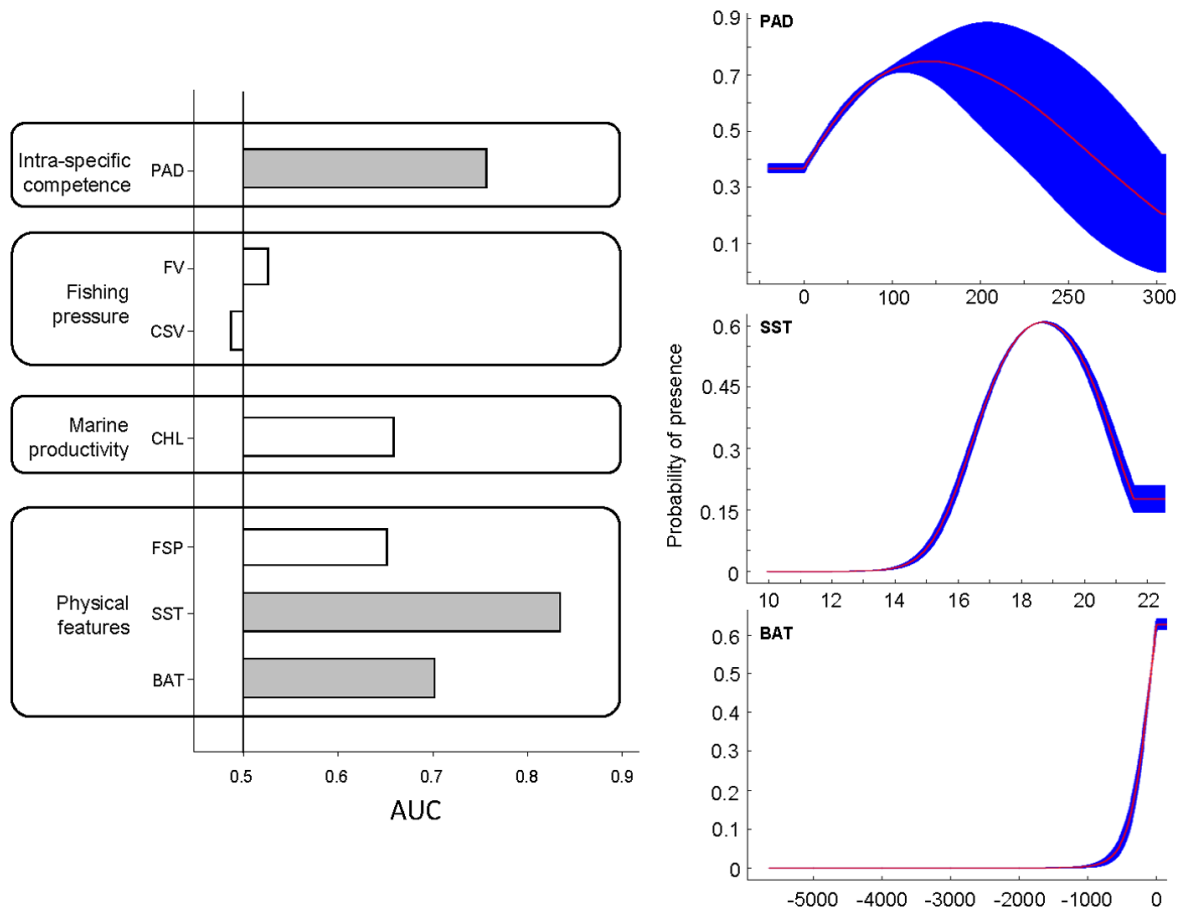 Intra-specific
competence
PAD
FV
Fishing
pressure
CSV
Marine
productivity
CHL
FSP
Physical
features
SST
BAT
0.5 0.6 0.7 0.8 0.9
AUC
Probability of presence
PAD
0.9
0.7
0.5
0.3
0.1
0 100 200 250 300
SST
0.6
0.45
0.3
0.15
0
10 12 14 16 18 20 22
BAT
0.6
0.5
0.4
0.3
0.2
0.1
0
-5000 -4000 -3000 -2000 -1000 0